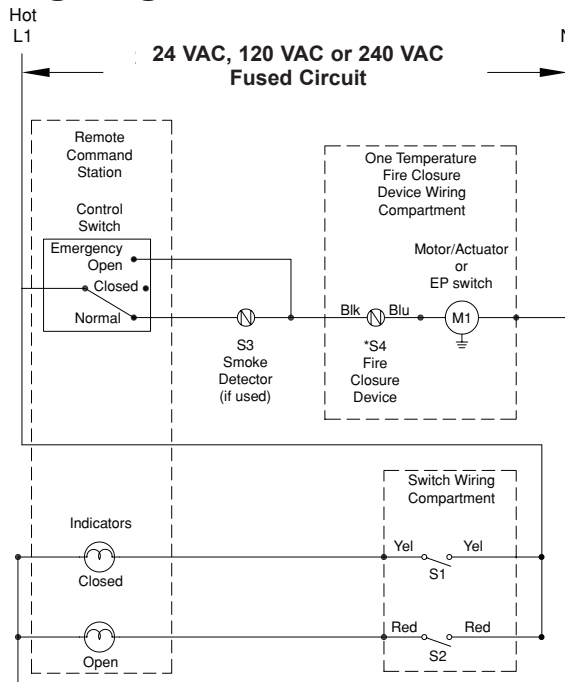 Hot
L1
24 VAC, 120 VAC or 240 VAC
Fused Circuit
Remote
Command
Station
Control
Switch
Emergency
Open
Closed
Normal
S3
Smoke
Detector
(if used)
One Temperature
Fire Closure
Device Wiring
Compartment
Motor/Actuator
or
EP switch
Blk
Blu
M1
*S4
Fire
Closure
Device
Switch Wiring
Compartment
Indicators
Closed
Yel
Yel
S1
Open
Red
Red
S2